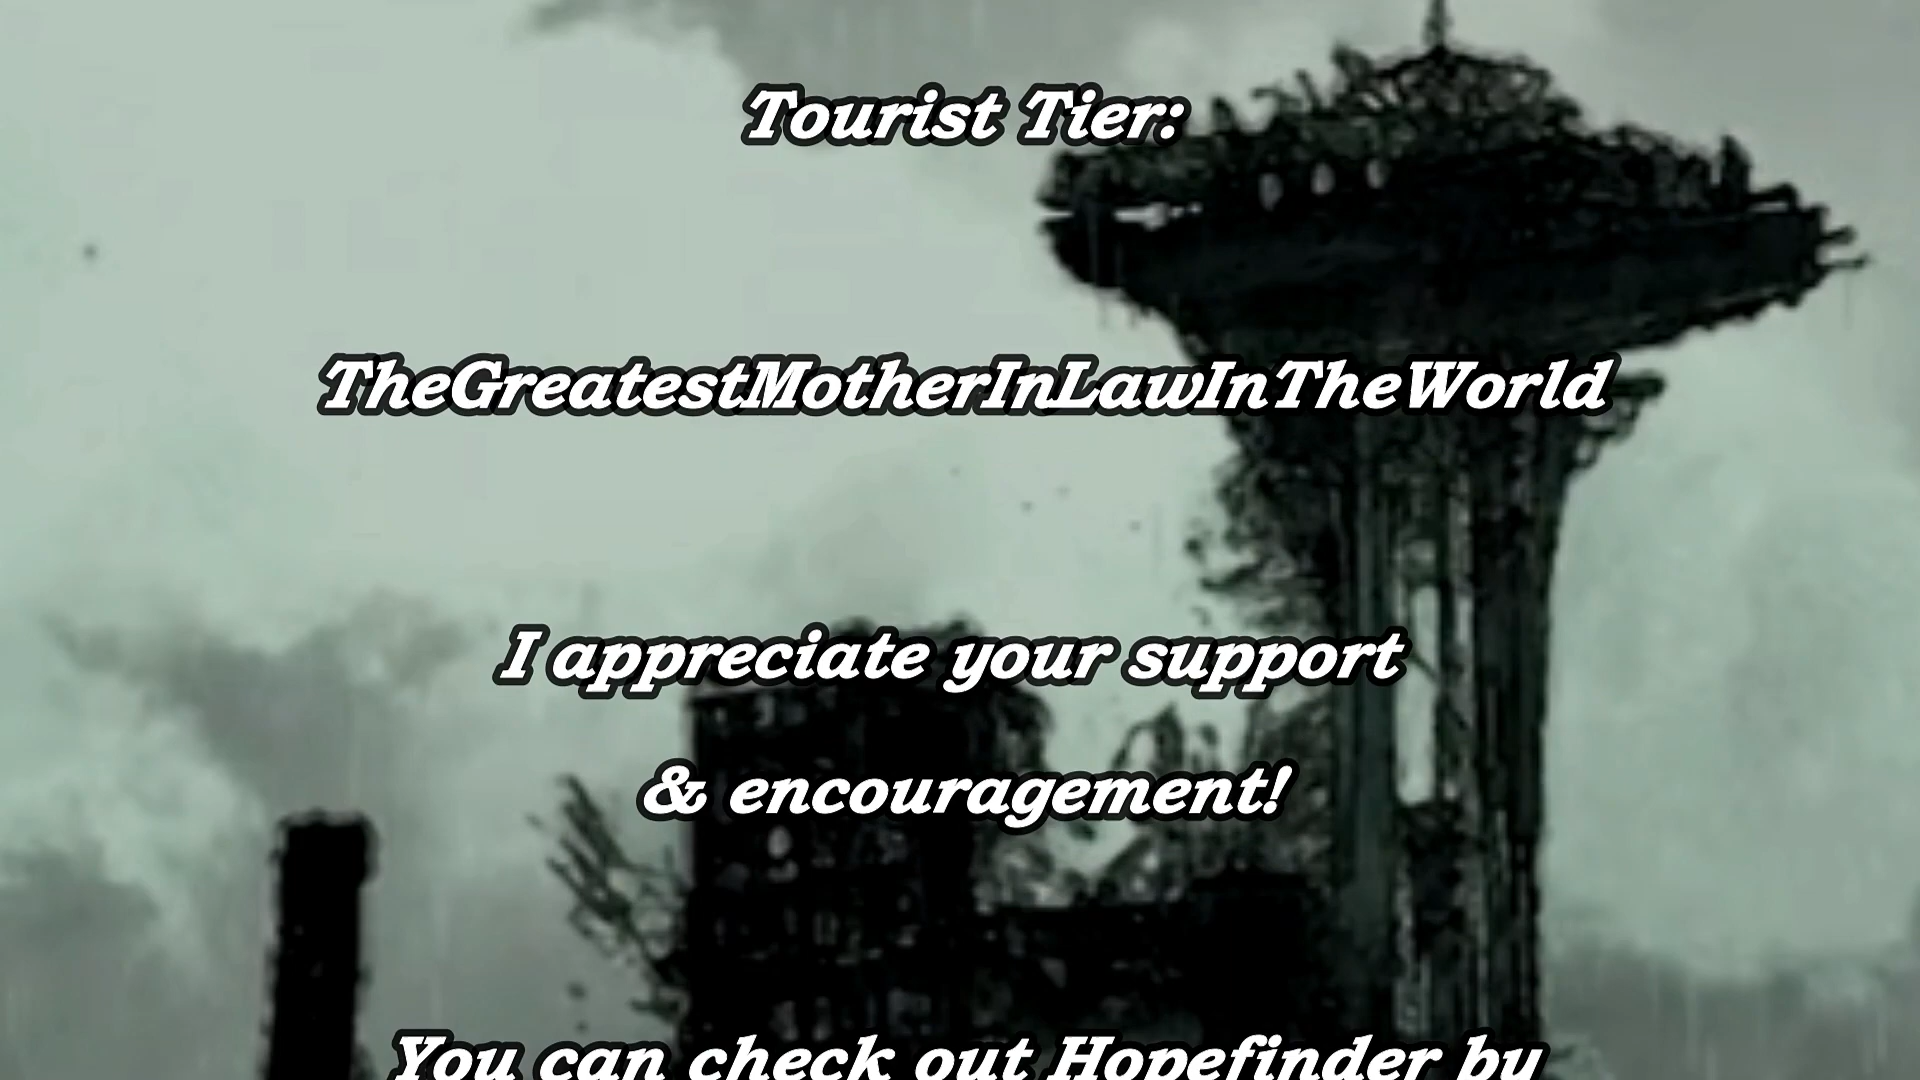 Tourist Tier:
TheGreatestMotherInLawInTheWorld
I appreciate your support
& encouragement!
You can check out Hopefinder by